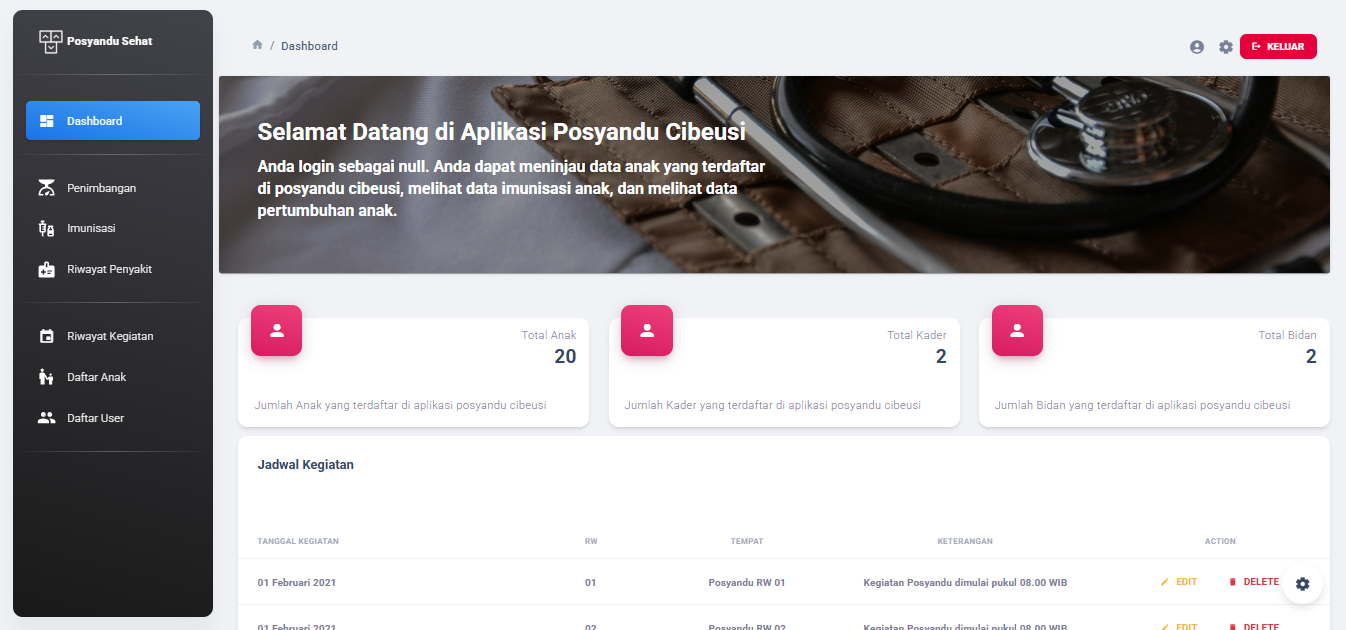 Posyandu Sehat
Dashboard
Penimbangan
Imunisasi
Riwayat Penyakit
Riwayat Kegiatan
Daftar Anak
Daftar User
/ Dashboard
KELUAR
Selamat Datang di Aplikasi Posyandu Cibeusi
Anda login sebagai null. Anda dapat meninjau data anak yang terdaftar
di posyandu cibeusi, melihat data imunisasi anak, dan melihat data
pertumbuhan anak.
Total Anak
20
Jumlah Anak yang terdaftar di aplikasi posyandu cibeusi
Total Kader
2
Jumlah Kader yang terdaftar di aplikasi posyandu cibeusi
Total Bidan
2
Jumlah Bidan yang terdaftar di aplikasi posyandu cibeusi
Jadwal Kegiatan
TANGGAL KEGIATAN RW TEMPAT KETERANGAN ACTION
01 Februari 2021 01 Posyandu RW 01 Kegiatan Posyandu dimulai pukul 08.00 WIB EDIT DELETE
01 Februari 2021 02 Posyandu RW 02 Kegiatan Posyandu dimulai pukul 08.00 WIB EDIT DELETE